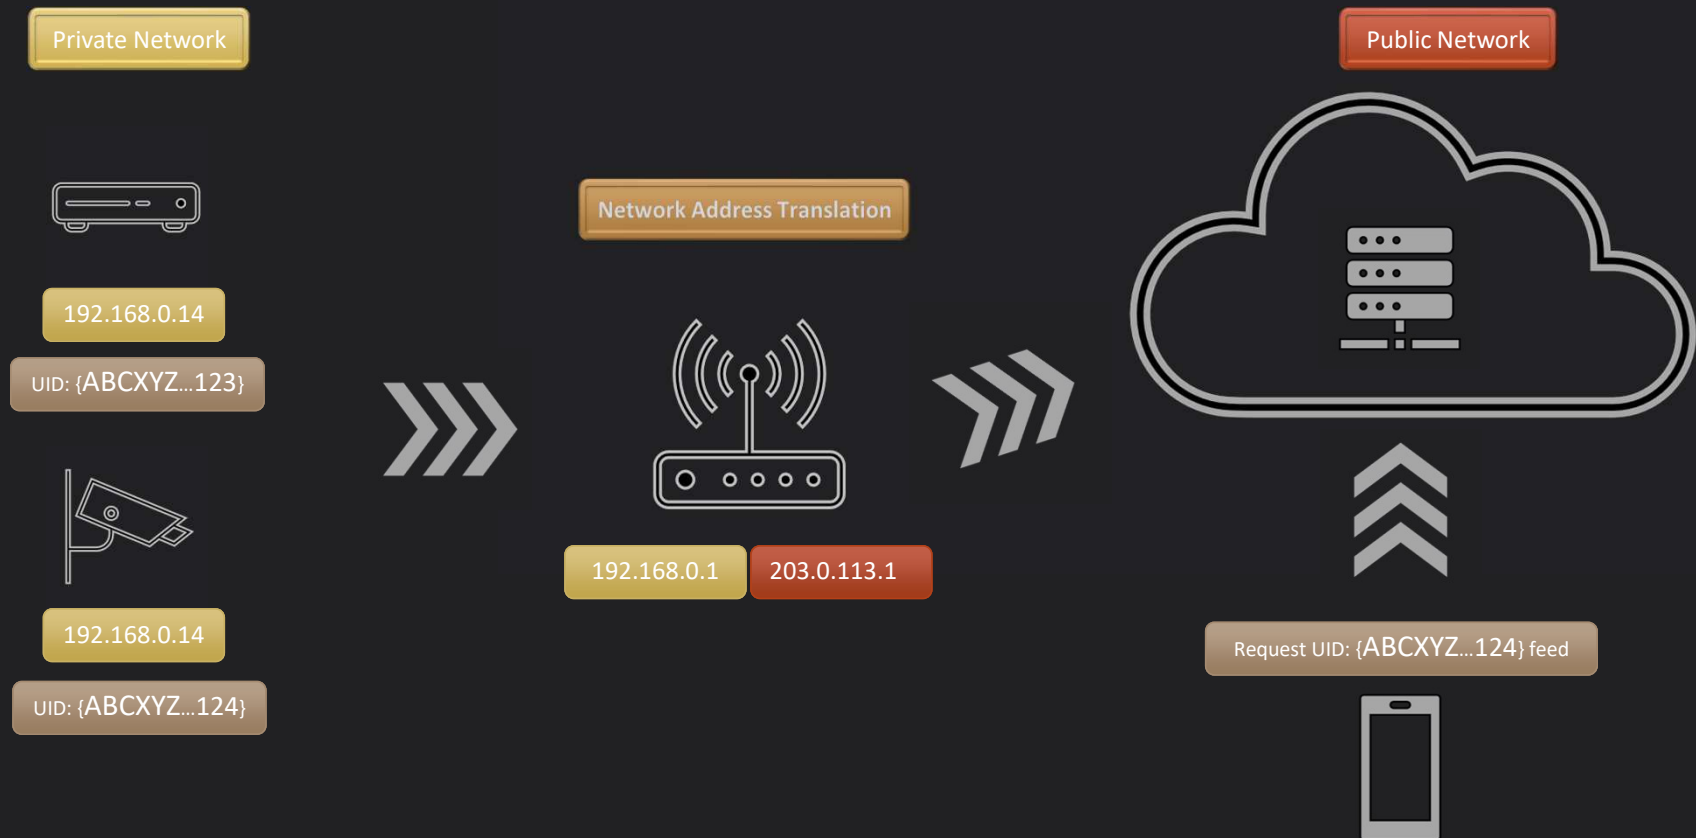 Private Network
Public Network
Network Address Translation
192.168.0.14
UID: {ABCXYZ...123}
192.168.0.1
203.0.113.1
192.168.0.14
UID: {ABCXYZ...124}
Request UID: {ABCXYZ...124} feed